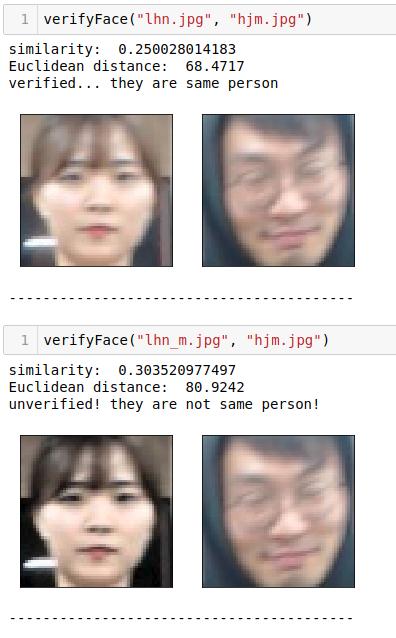 1 verifyFace("lhn.jpg", "hjm.jpg")
similarity:  0.250028014183
Euclidean distance:  68.4717
verified... they are same person
-----------------------------------------
1 verifyFace("lhn_m.jpg", "hjm.jpg")
similarity:  0.303520977497
Euclidean distance:  80.9242
unverified! they are not same person!
-----------------------------------------